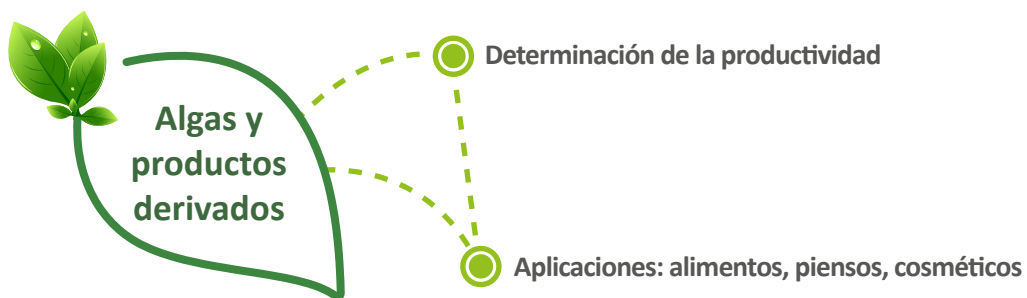 Algas y
productos
derivados
Determinación de la productividad
Aplicaciones: alimentos, piensos, cosméticos